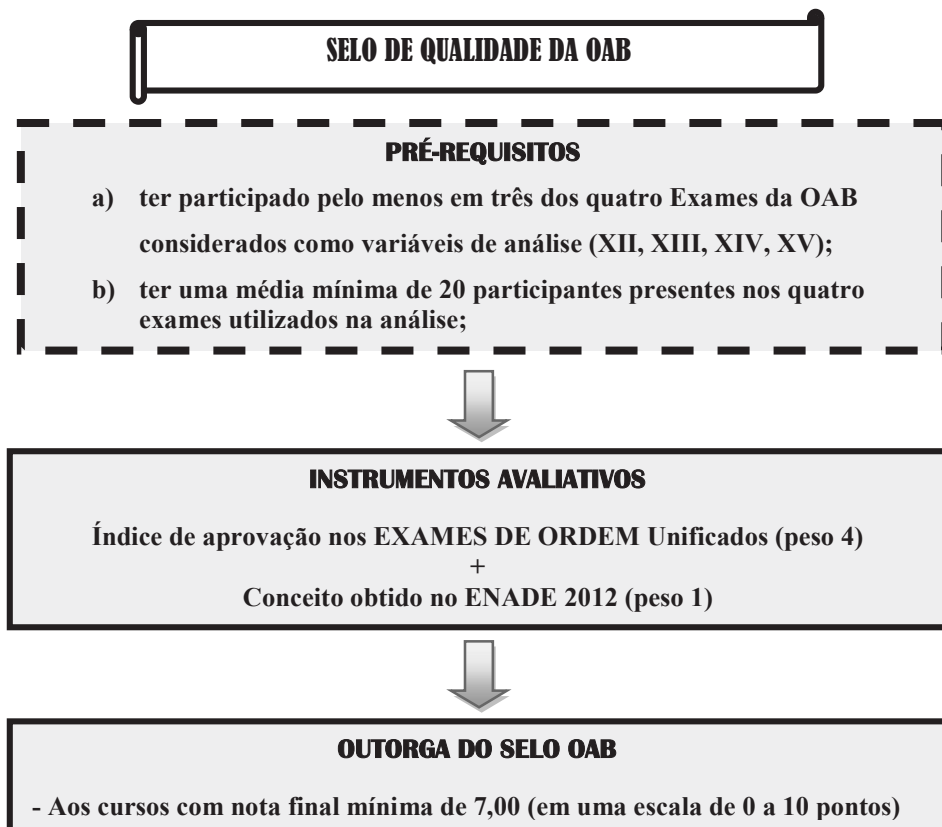 SELO DE QUALIDADE DA OAB
PRÉ-REQUISITOS
a) ter participado pelo menos em três dos quatro Exames da OAB
considerados como variáveis de análise (XII, XIII, XIV, XV);
b) ter uma média mínima de 20 participantes presentes nos quatro
exames utilizados na análise;
INSTRUMENTOS AVALIATIVOS
Índice de aprovação nos EXAMES DE ORDEM Unificados (peso 4)
+
Conceito obtido no ENADE 2012 (peso 1)
OUTORGA DO SELO OAB
- Aos cursos com nota final mínima de 7,00 (em uma escala de 0 a 10 pontos)